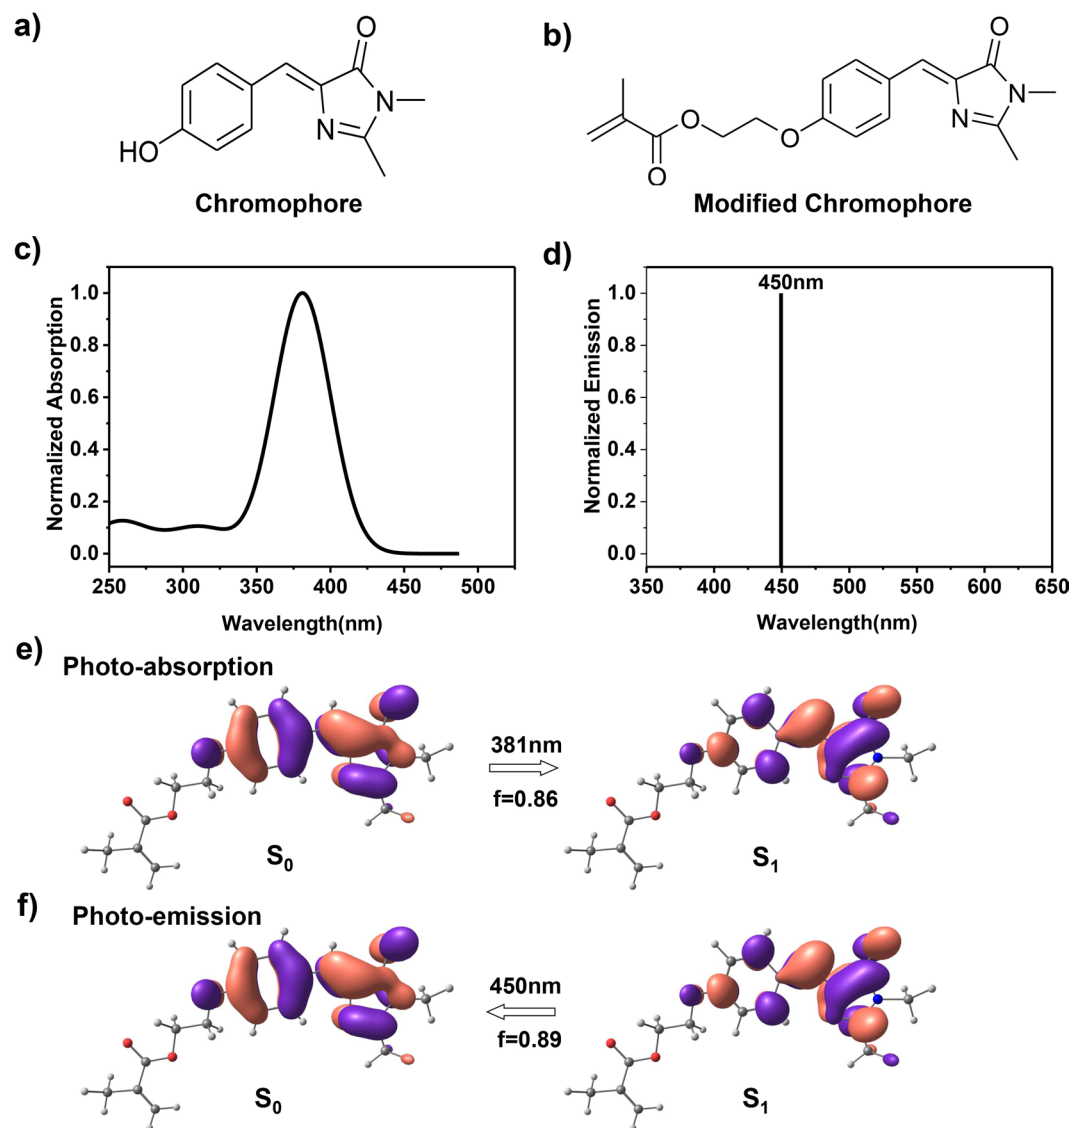 a)
O
N
N
HO
Chromophore
b)
O
N
N
O
O
O
Modified Chromophore
c)
Normalized Absorption
1.0
0.8
0.6
0.4
0.2
0.0
250 300 350 400 450 500
Wavelength(nm)
d)
450nm
Normalized Emission
1.0
0.8
0.6
0.4
0.2
0.0
350 400 450 500 550 600 650
Wavelength(nm)
e)
Photo-absorption
381nm
f=0.86
S0
S1
f)
Photo-emission
450nm
f=0.89
S0
S1